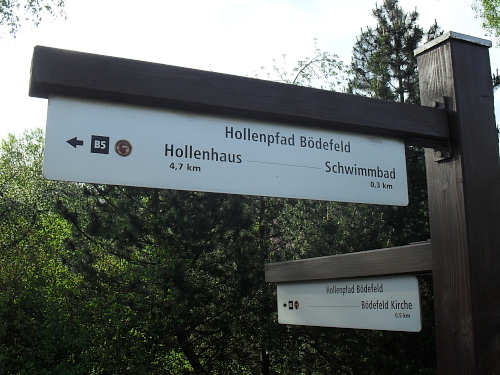 Hollenpfad Bödefeld
B5 Hollenhaus Schwimmbad
4,7 km 0,3 km
Hollenpfad Bödefeld
Bödefeld Kirche
0,5 km